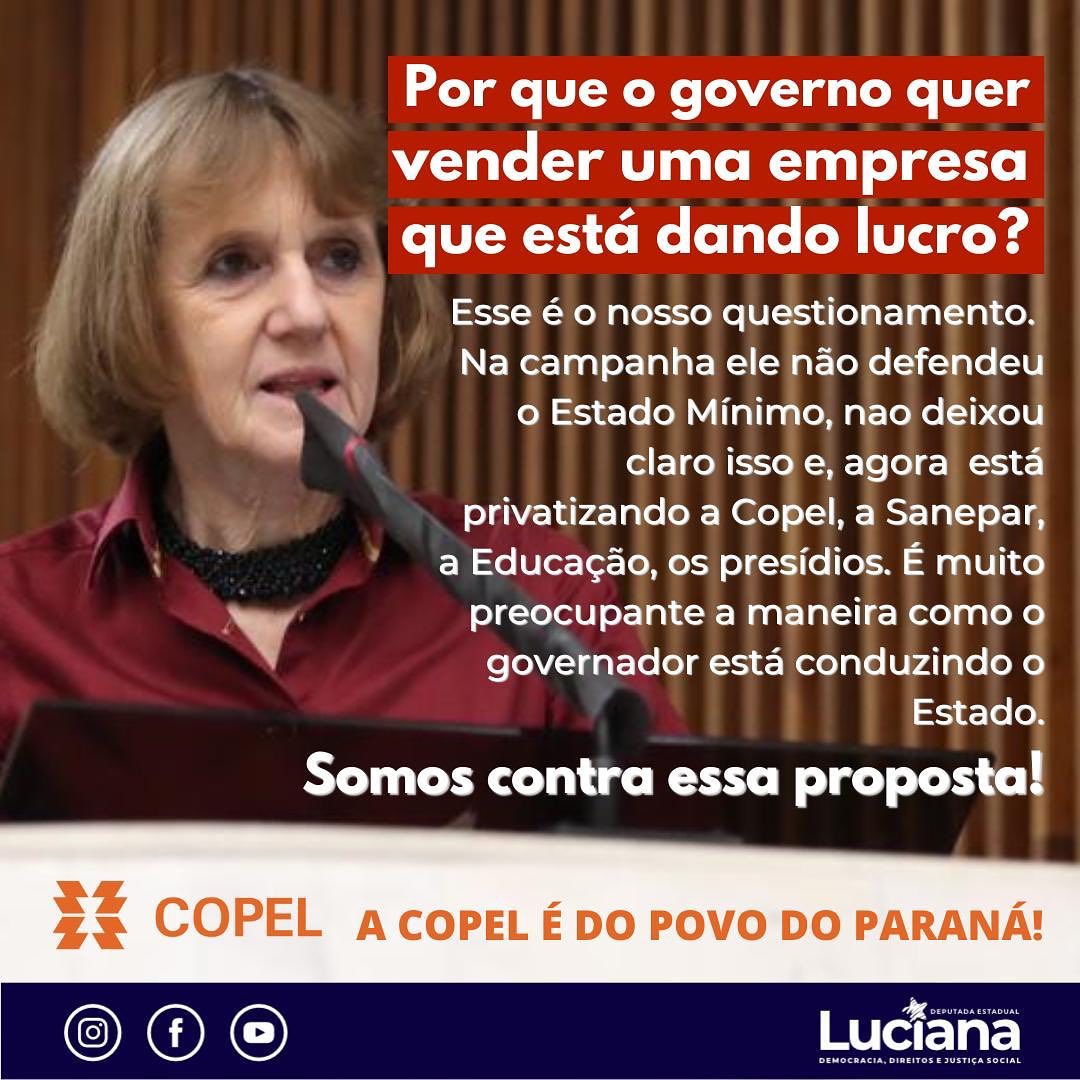 Por que o governo quer
vender uma empresa
que está dando lucro?
Esse é o nosso questionamento.
Na campanha ele não defendeu
o Estado Mínimo, nao deixou
claro isso e, agora está
privatizando a Copel, a Sanepar,
a Educação, os presídios. É muito
preocupante a maneira como o
governador está conduzindo o
Estado.
Somos contra essa proposta!
COPEL A COPEL É DO POVO DO PARANÁ!
DEPUTADA ESTADUAL
Luciana
DEMOCRACIA, DIREITOS E JUSTIÇA SOCIAL